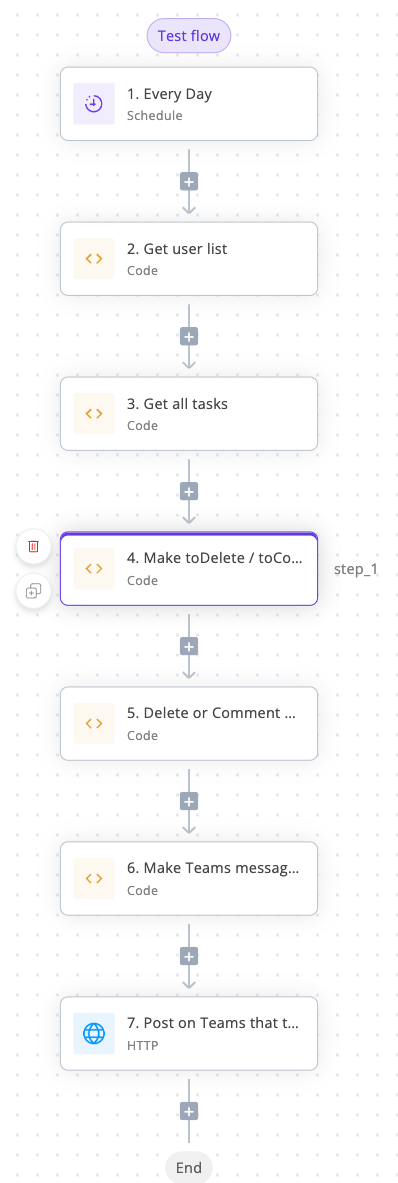 Test flow
1. Every Day
Schedule
2. Get user list
Code
3. Get all tasks
Code
4. Make toDelete / toCo...
Code
step_1
5. Delete or Comment ...
Code
6. Make Teams messag...
Code
7. Post on Teams that t...
HTTP
End